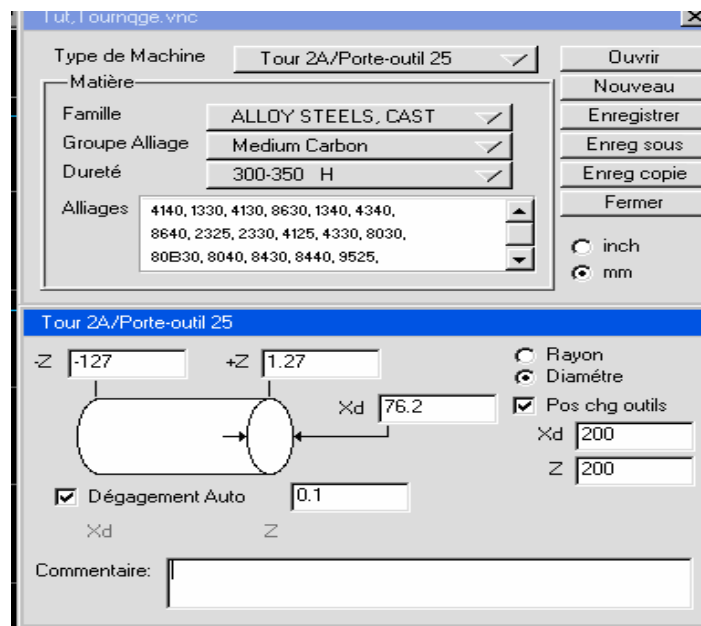 Tut,Tournqge.vnc
Type de Machine Tour 2A/Porte-outil 25 Ouvrir
Matière Nouveau
Famille ALLOY STEELS, CAST Enregistrer
Groupe Alliage Medium Carbon Enreg sous
Dureté 300-350 H Enreg copie
Alliages 4140, 1330, 4130, 8630, 1340, 4340, Fermer
8640, 2325, 2330, 4125, 4330, 8030, inch
80B30, 8040, 8430, 8440, 9525, mm
Tour 2A/Porte-outil 25
-Z -127 +Z 1.27 Rayon
Diamétre
Xd 76.2 Pos chg outils
Xd 200
Z 200
Dégagement Auto 0.1
Xd Z
Commentaire: